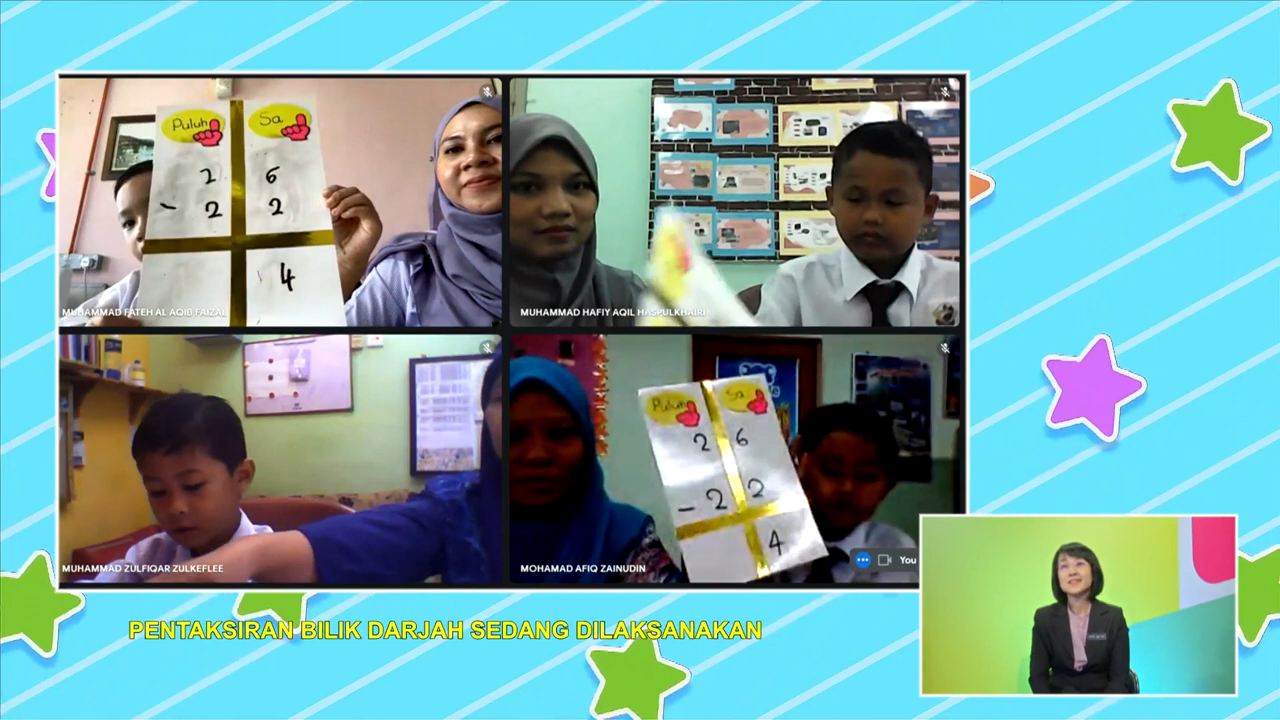 Puluh Sa
2 6
- 2 2
4
MUHAMMAD FATEH AL AQIB FAIZAL
MUHAMMAD HAFIY AQIL HASPULKHAIRI
Puluh Sa
2 6
- 2 2
4
MUHAMMAD ZULFIQAR ZULKEFLEE
MOHAMAD AFIQ ZAINUDIN
You
PENTAKSIRAN BILIK DARJAH SEDANG DILAKSANAKAN